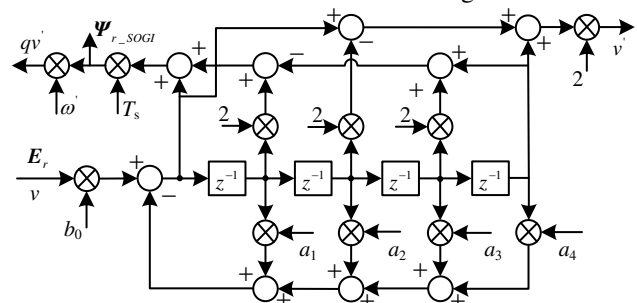 qv' Ψr_SOGI + + − − + + + + 2 v'
ω' Ts + + + + 2 2 2
Er v + − z⁻¹ z⁻¹ z⁻¹ z⁻¹
b0 a1 a2 a3 a4
+ + + + + +